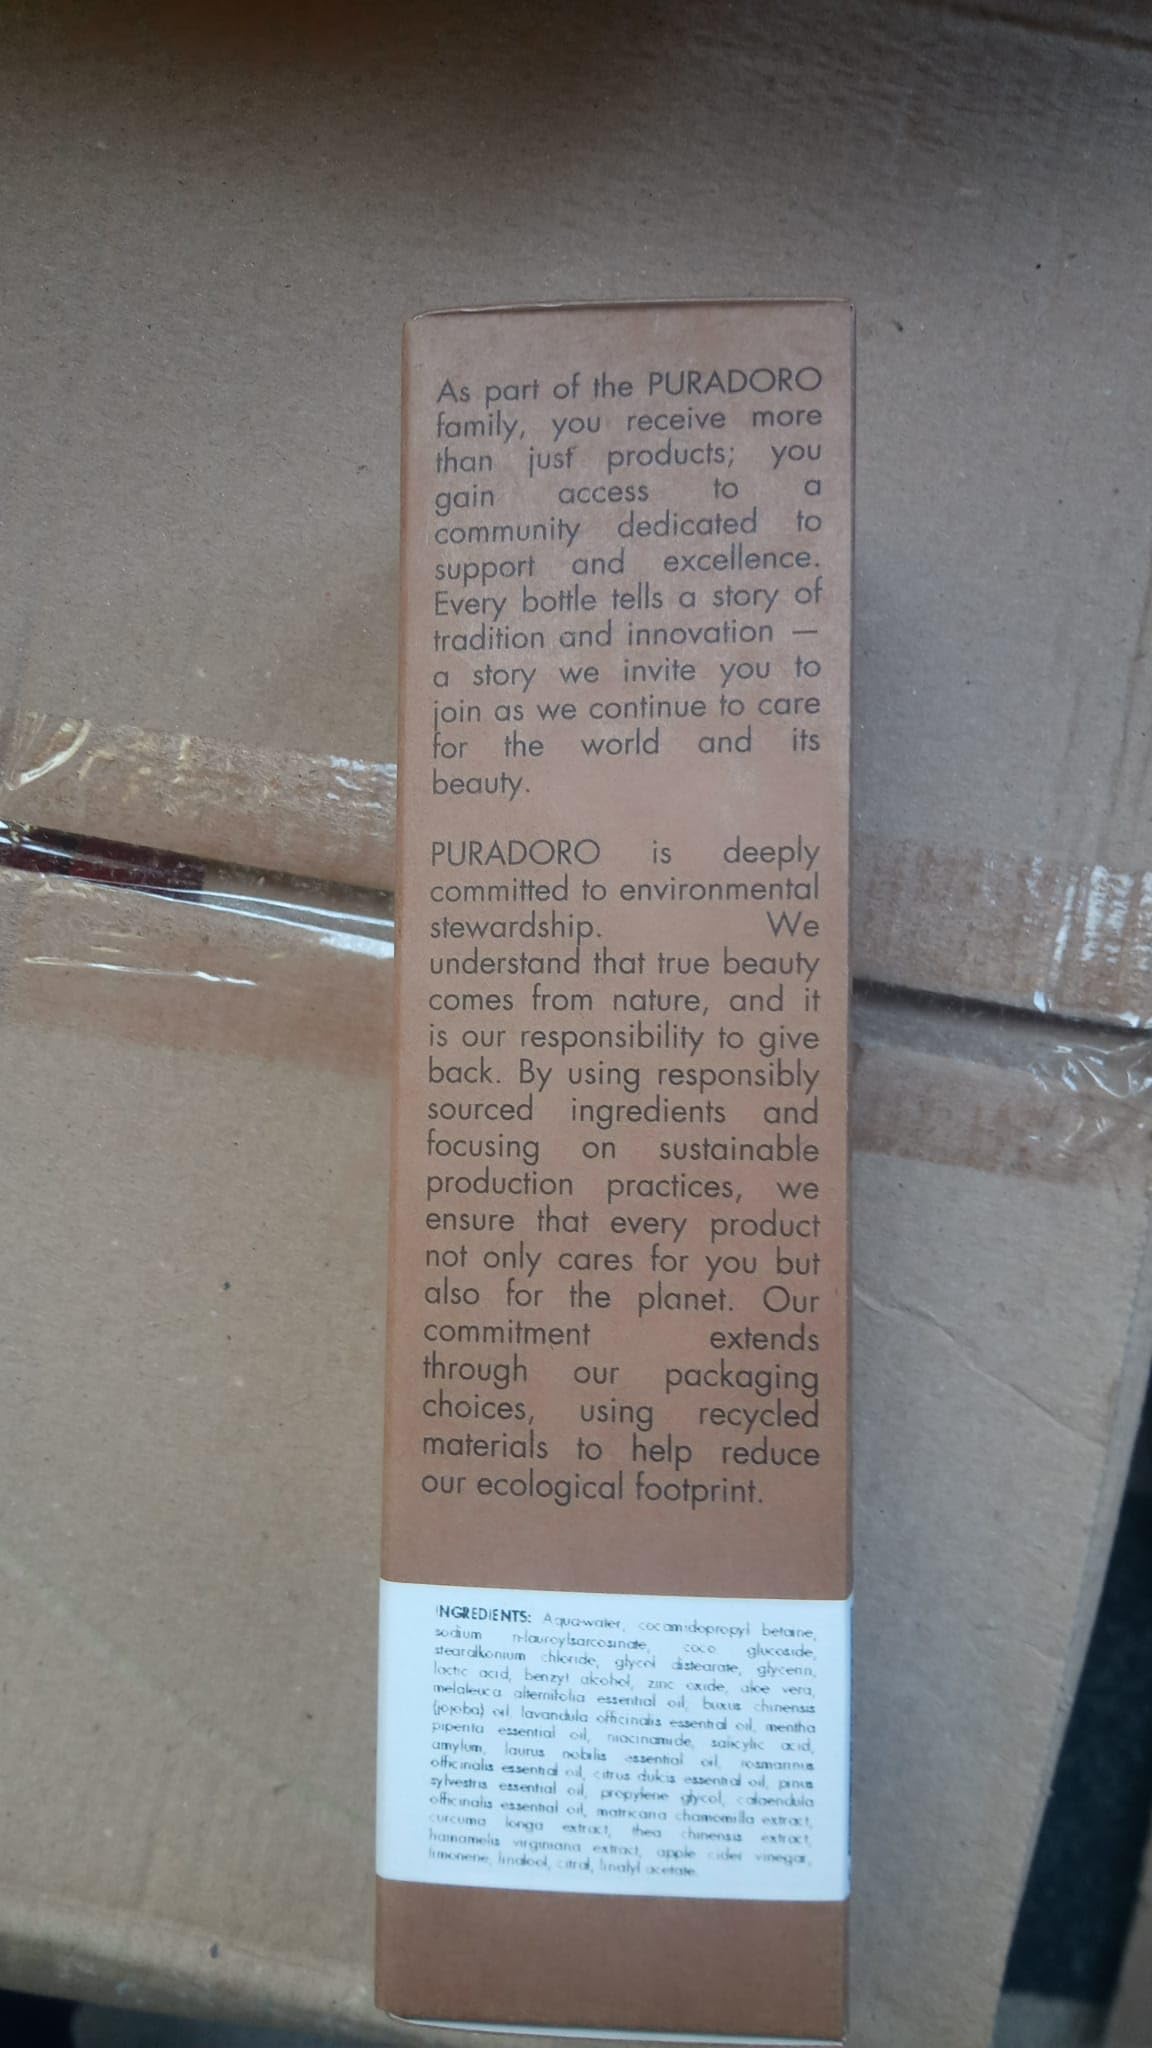 As part of the PURADORO
family, you receive more
than just products; you
gain access to a
community dedicated to
support and excellence.
Every bottle tells a story of
tradition and innovation —
a story we invite you to
join as we continue to care
for the world and its
beauty.
PURADORO is deeply
committed to environmental
stewardship. We
understand that true beauty
comes from nature, and it
is our responsibility to give
back. By using responsibly
sourced ingredients and
focusing on sustainable
production practices, we
ensure that every product
not only cares for you but
also for the planet. Our
commitment extends
through our packaging
choices, using recycled
materials to help reduce
our ecological footprint.
INGREDIENTS: Aqua-water, cocamidopropyl betaine,
sodium n-lauroylsarcosinate, coco glucoside,
stearalkonium chloride, glycol distearate, glycerin,
lactic acid, benzyl alcohol, zinc oxide, aloe vera,
melaleuca alternifolia essential oil, buxus chinensis
(jojoba) oil, lavandula officinalis essential oil, mentha
piperita essential oil, niacinamide, salicylic acid,
amylum, laurus nobilis essential oil, rosmarinus
officinalis essential oil, citrus dulcis essential oil, pinus
sylvestris essential oil, propylene glycol, calaendula
officinalis essential oil, matricaria chamomilla extract,
curcuma longa extract, thea chinensis extract,
hamamelis virginiana extract, apple cider vinegar,
limonene, linalool, citral, linalyl acetate.